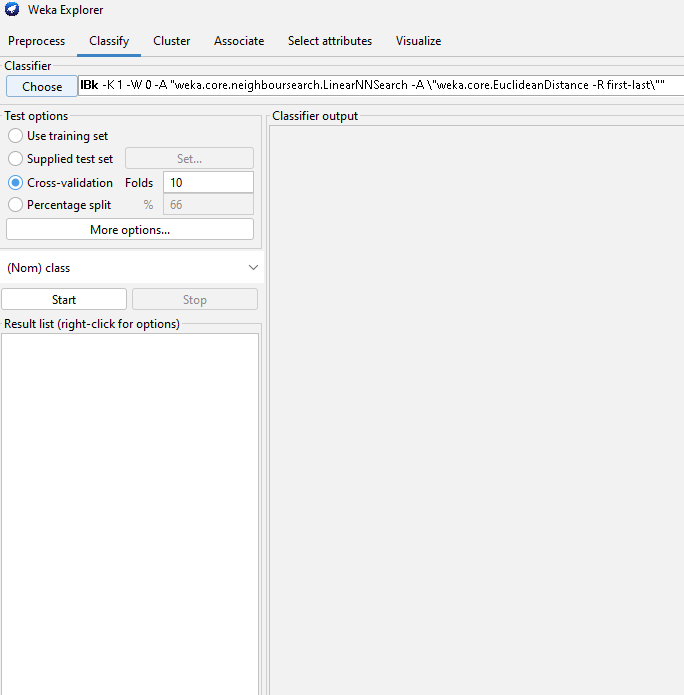 Weka Explorer
Preprocess Classify Cluster Associate Select attributes Visualize
Classifier
Choose IBk -K 1 -W 0 -A "weka.core.neighboursearch.LinearNNSearch -A \"weka.core.EuclideanDistance -R first-last\""
Test options
Use training set
Supplied test set Set...
Cross-validation Folds 10
Percentage split % 66
More options...
(Nom) class
Start Stop
Result list (right-click for options)
Classifier output